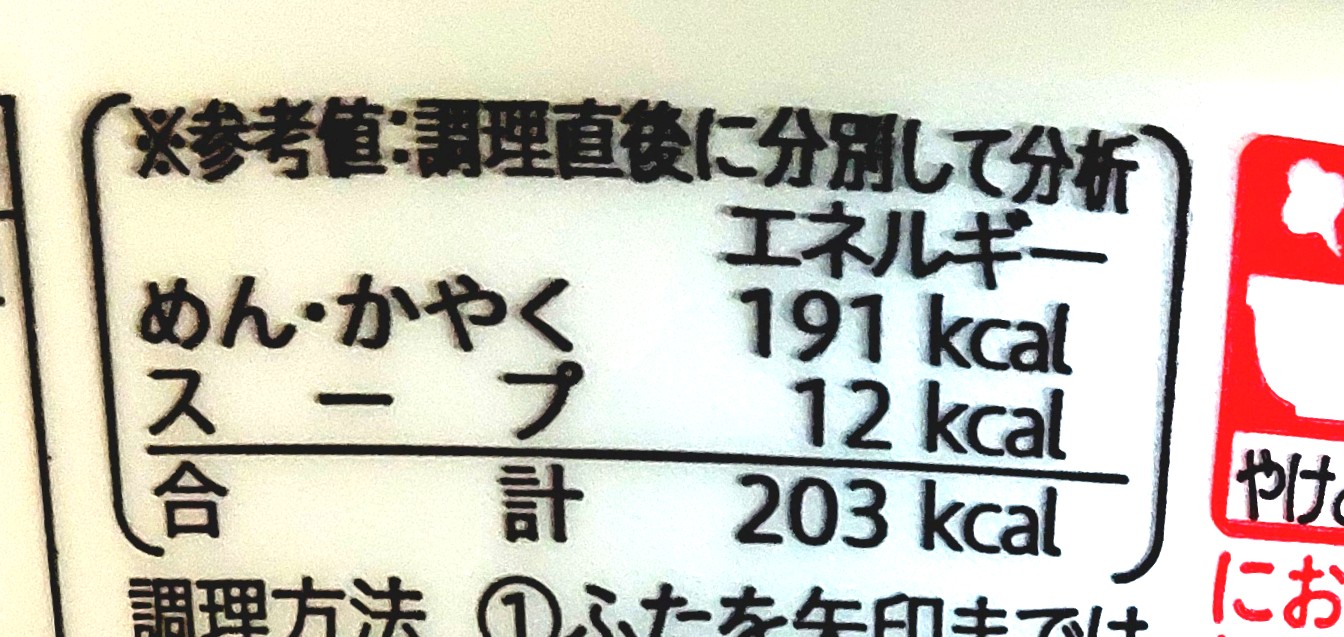 ※参考値:調理直後に分別して分析
エネルギー
めん・かやく 191 kcal
スープ 12 kcal
合計 203 kcal
調理方法 ①ふたを矢印までは
やけ
にお